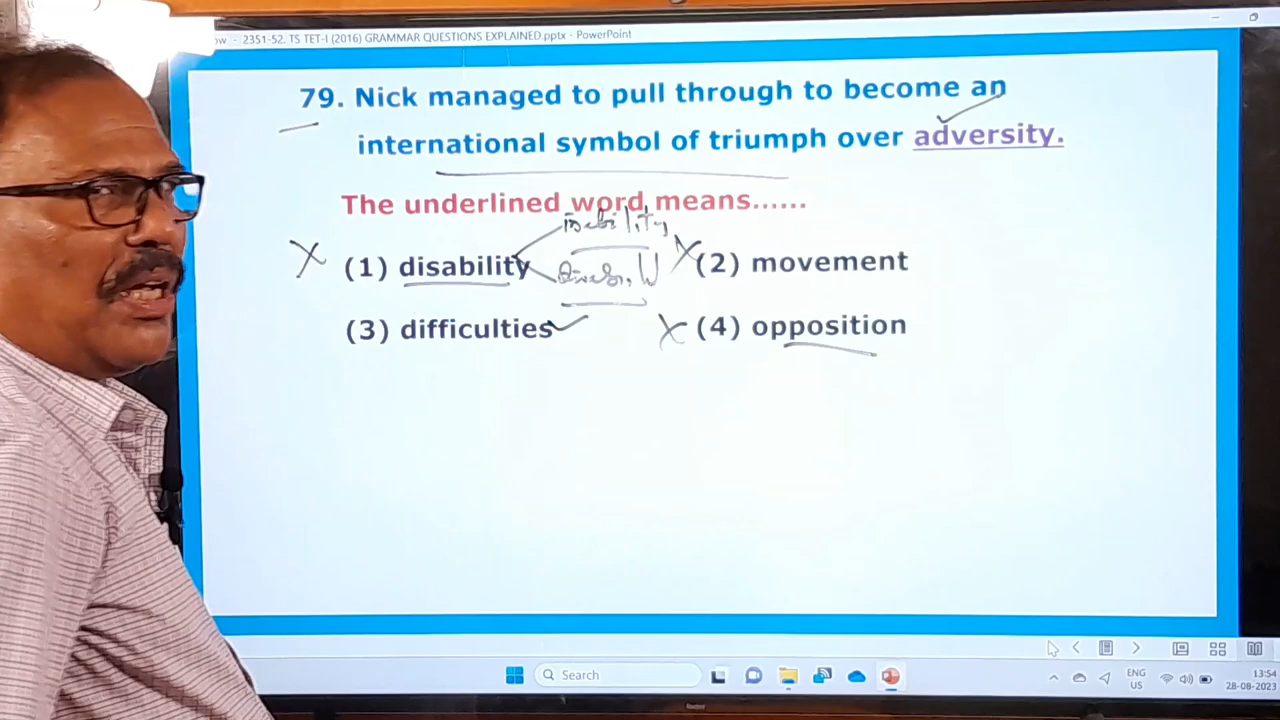 ow - 2351-52. TS TET-I (2016) GRAMMAR QUESTIONS EXPLAINED.pptx - PowerPoint
79. Nick managed to pull through to become an
international symbol of triumph over adversity.
The underlined word means......
inability
(1) disability
(2) movement
(3) difficulties
(4) opposition
Search
ENG
US
13:54
28-08-2023